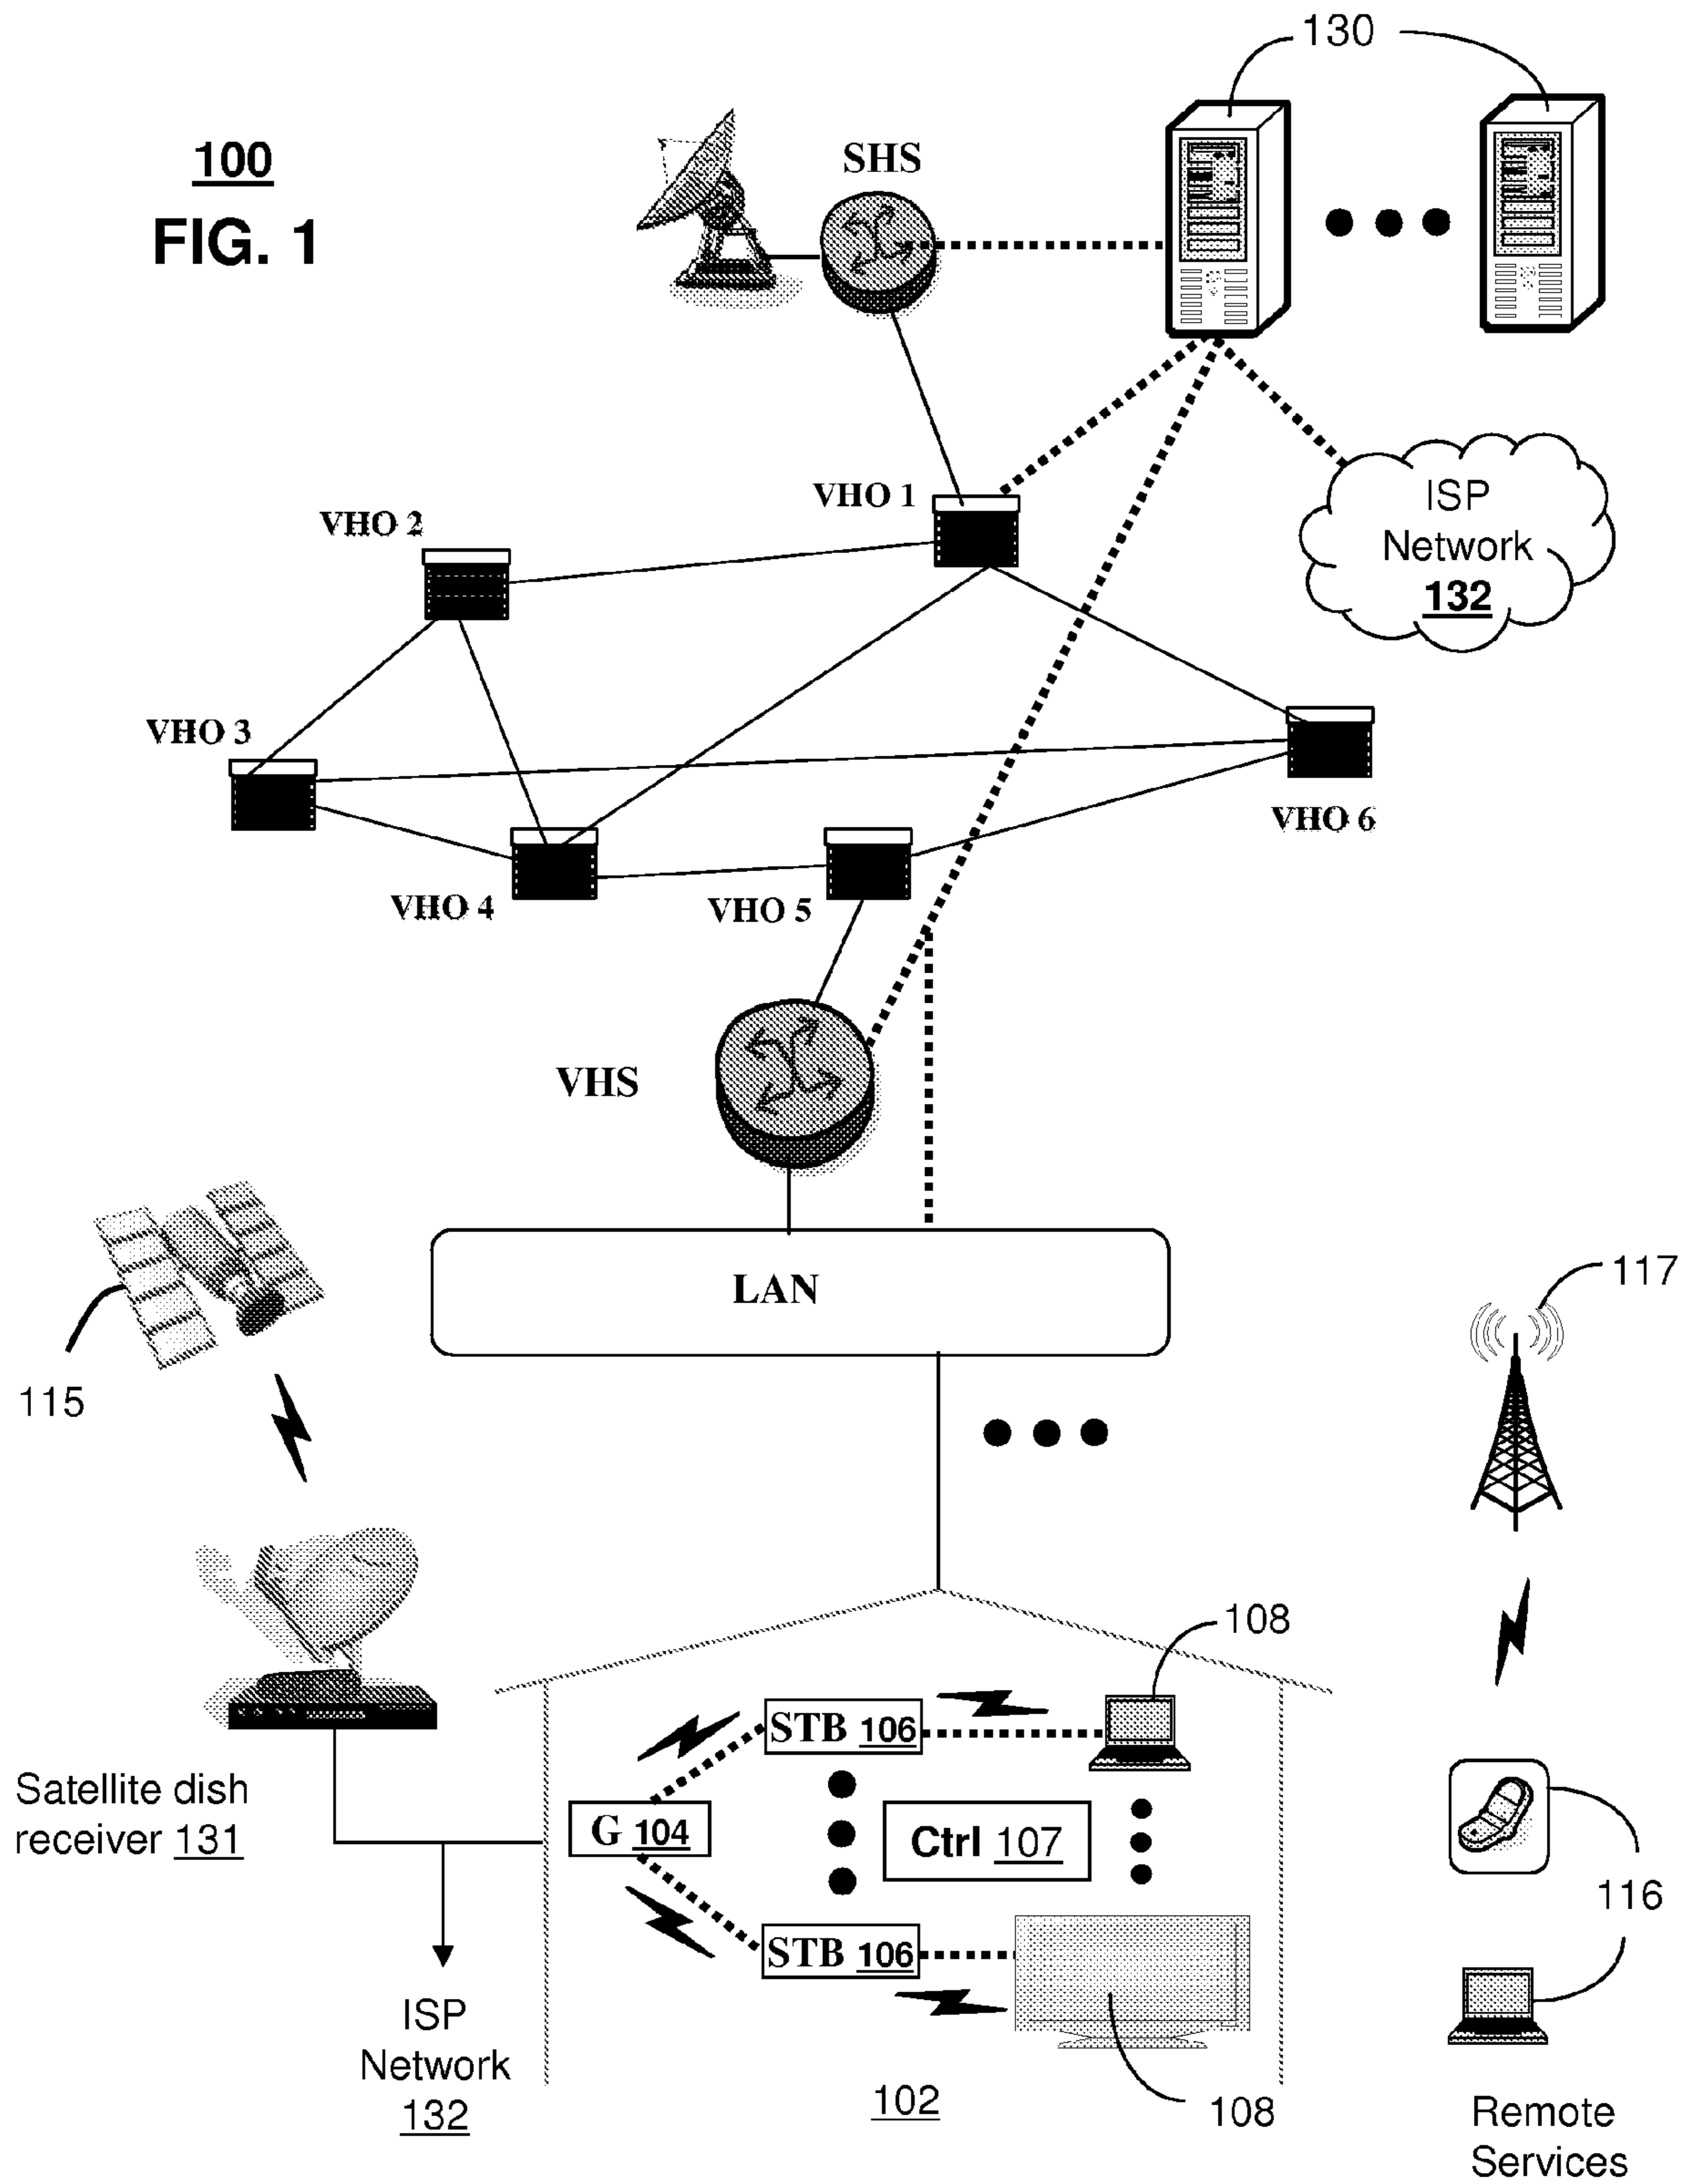 130
100
FIG. 1
SHS
ISP
Network
132
VHO 1
VHO 2
VHO 3
VHO 6
VHO 4
VHO 5
VHS
LAN
117
115
108
STB 106
Satellite dish
receiver 131
G 104
Ctrl 107
116
STB 106
ISP
Network
132
102
108
Remote
Services